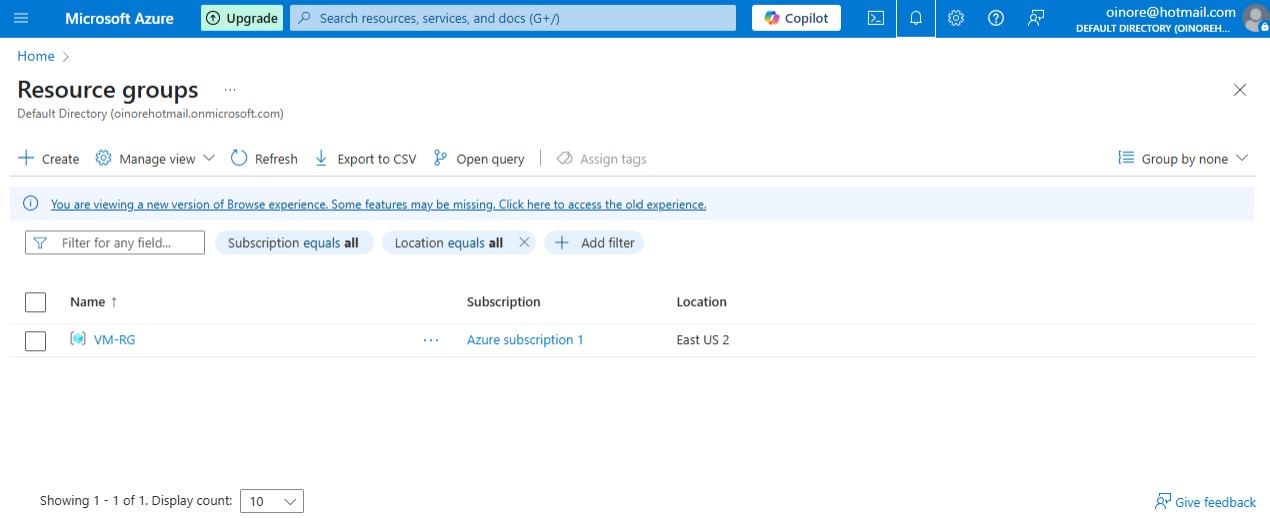 Microsoft Azure Upgrade Search resources, services, and docs (G+/) Copilot oinore@hotmail.com
DEFAULT DIRECTORY (OINOREH...
Home >
Resource groups ...
Default Directory (oinorehotmail.onmicrosoft.com)
Create Manage view Refresh Export to CSV Open query Assign tags Group by none
You are viewing a new version of Browse experience. Some features may be missing. Click here to access the old experience.
Filter for any field... Subscription equals all Location equals all Add filter
Name ↑ Subscription Location
VM-RG ... Azure subscription 1 East US 2
Showing 1 - 1 of 1. Display count: 10 Give feedback